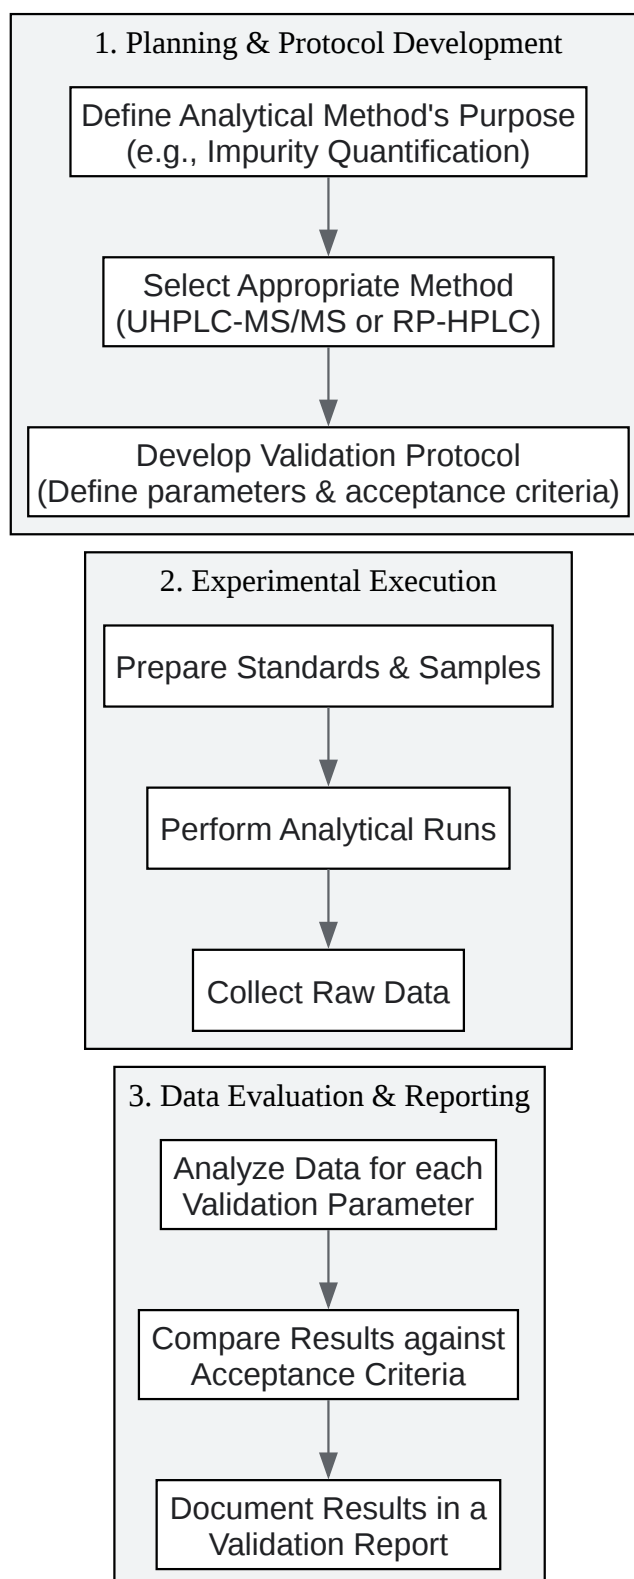 1. Planning & Protocol Development
Define Analytical Method's Purpose
(e.g., Impurity Quantification)
Select Appropriate Method
(UHPLC-MS/MS or RP-HPLC)
Develop Validation Protocol
(Define parameters & acceptance criteria)
2. Experimental Execution
Prepare Standards & Samples
Perform Analytical Runs
Collect Raw Data
3. Data Evaluation & Reporting
Analyze Data for each
Validation Parameter
Compare Results against
Acceptance Criteria
Document Results in a
Validation Report